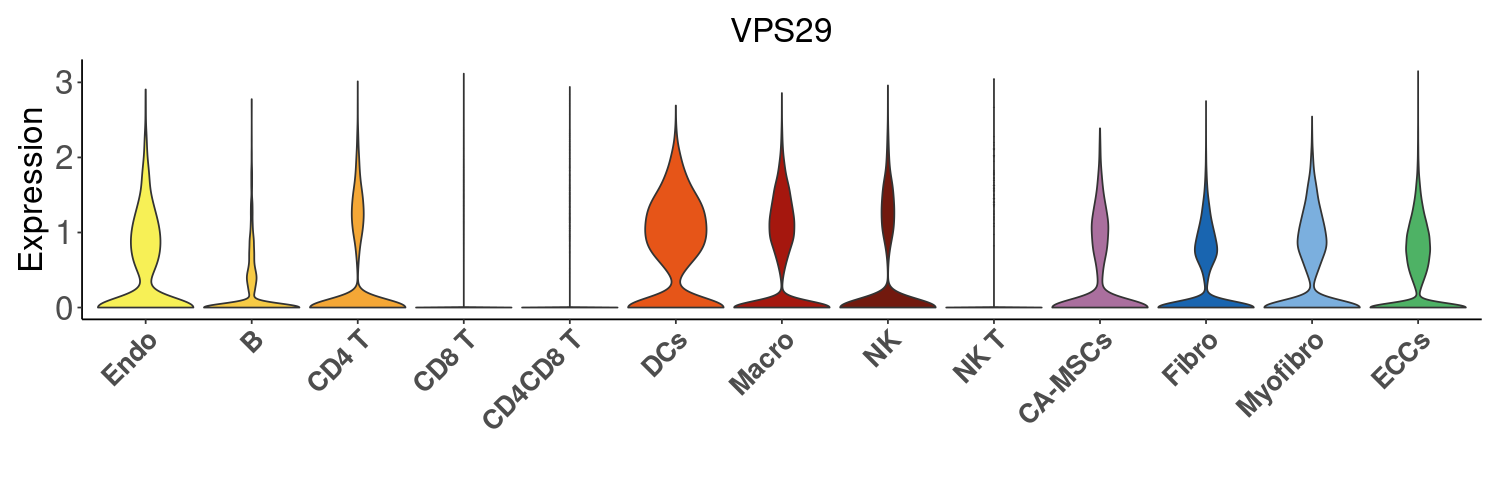 VPS29
Expression
3
2
1
0
Endo
B
CD4 T
CD8 T
CD4CD8 T
DCs
Macro
NK
NK T
CA-MSCs
Fibro
Myofibro
ECCs